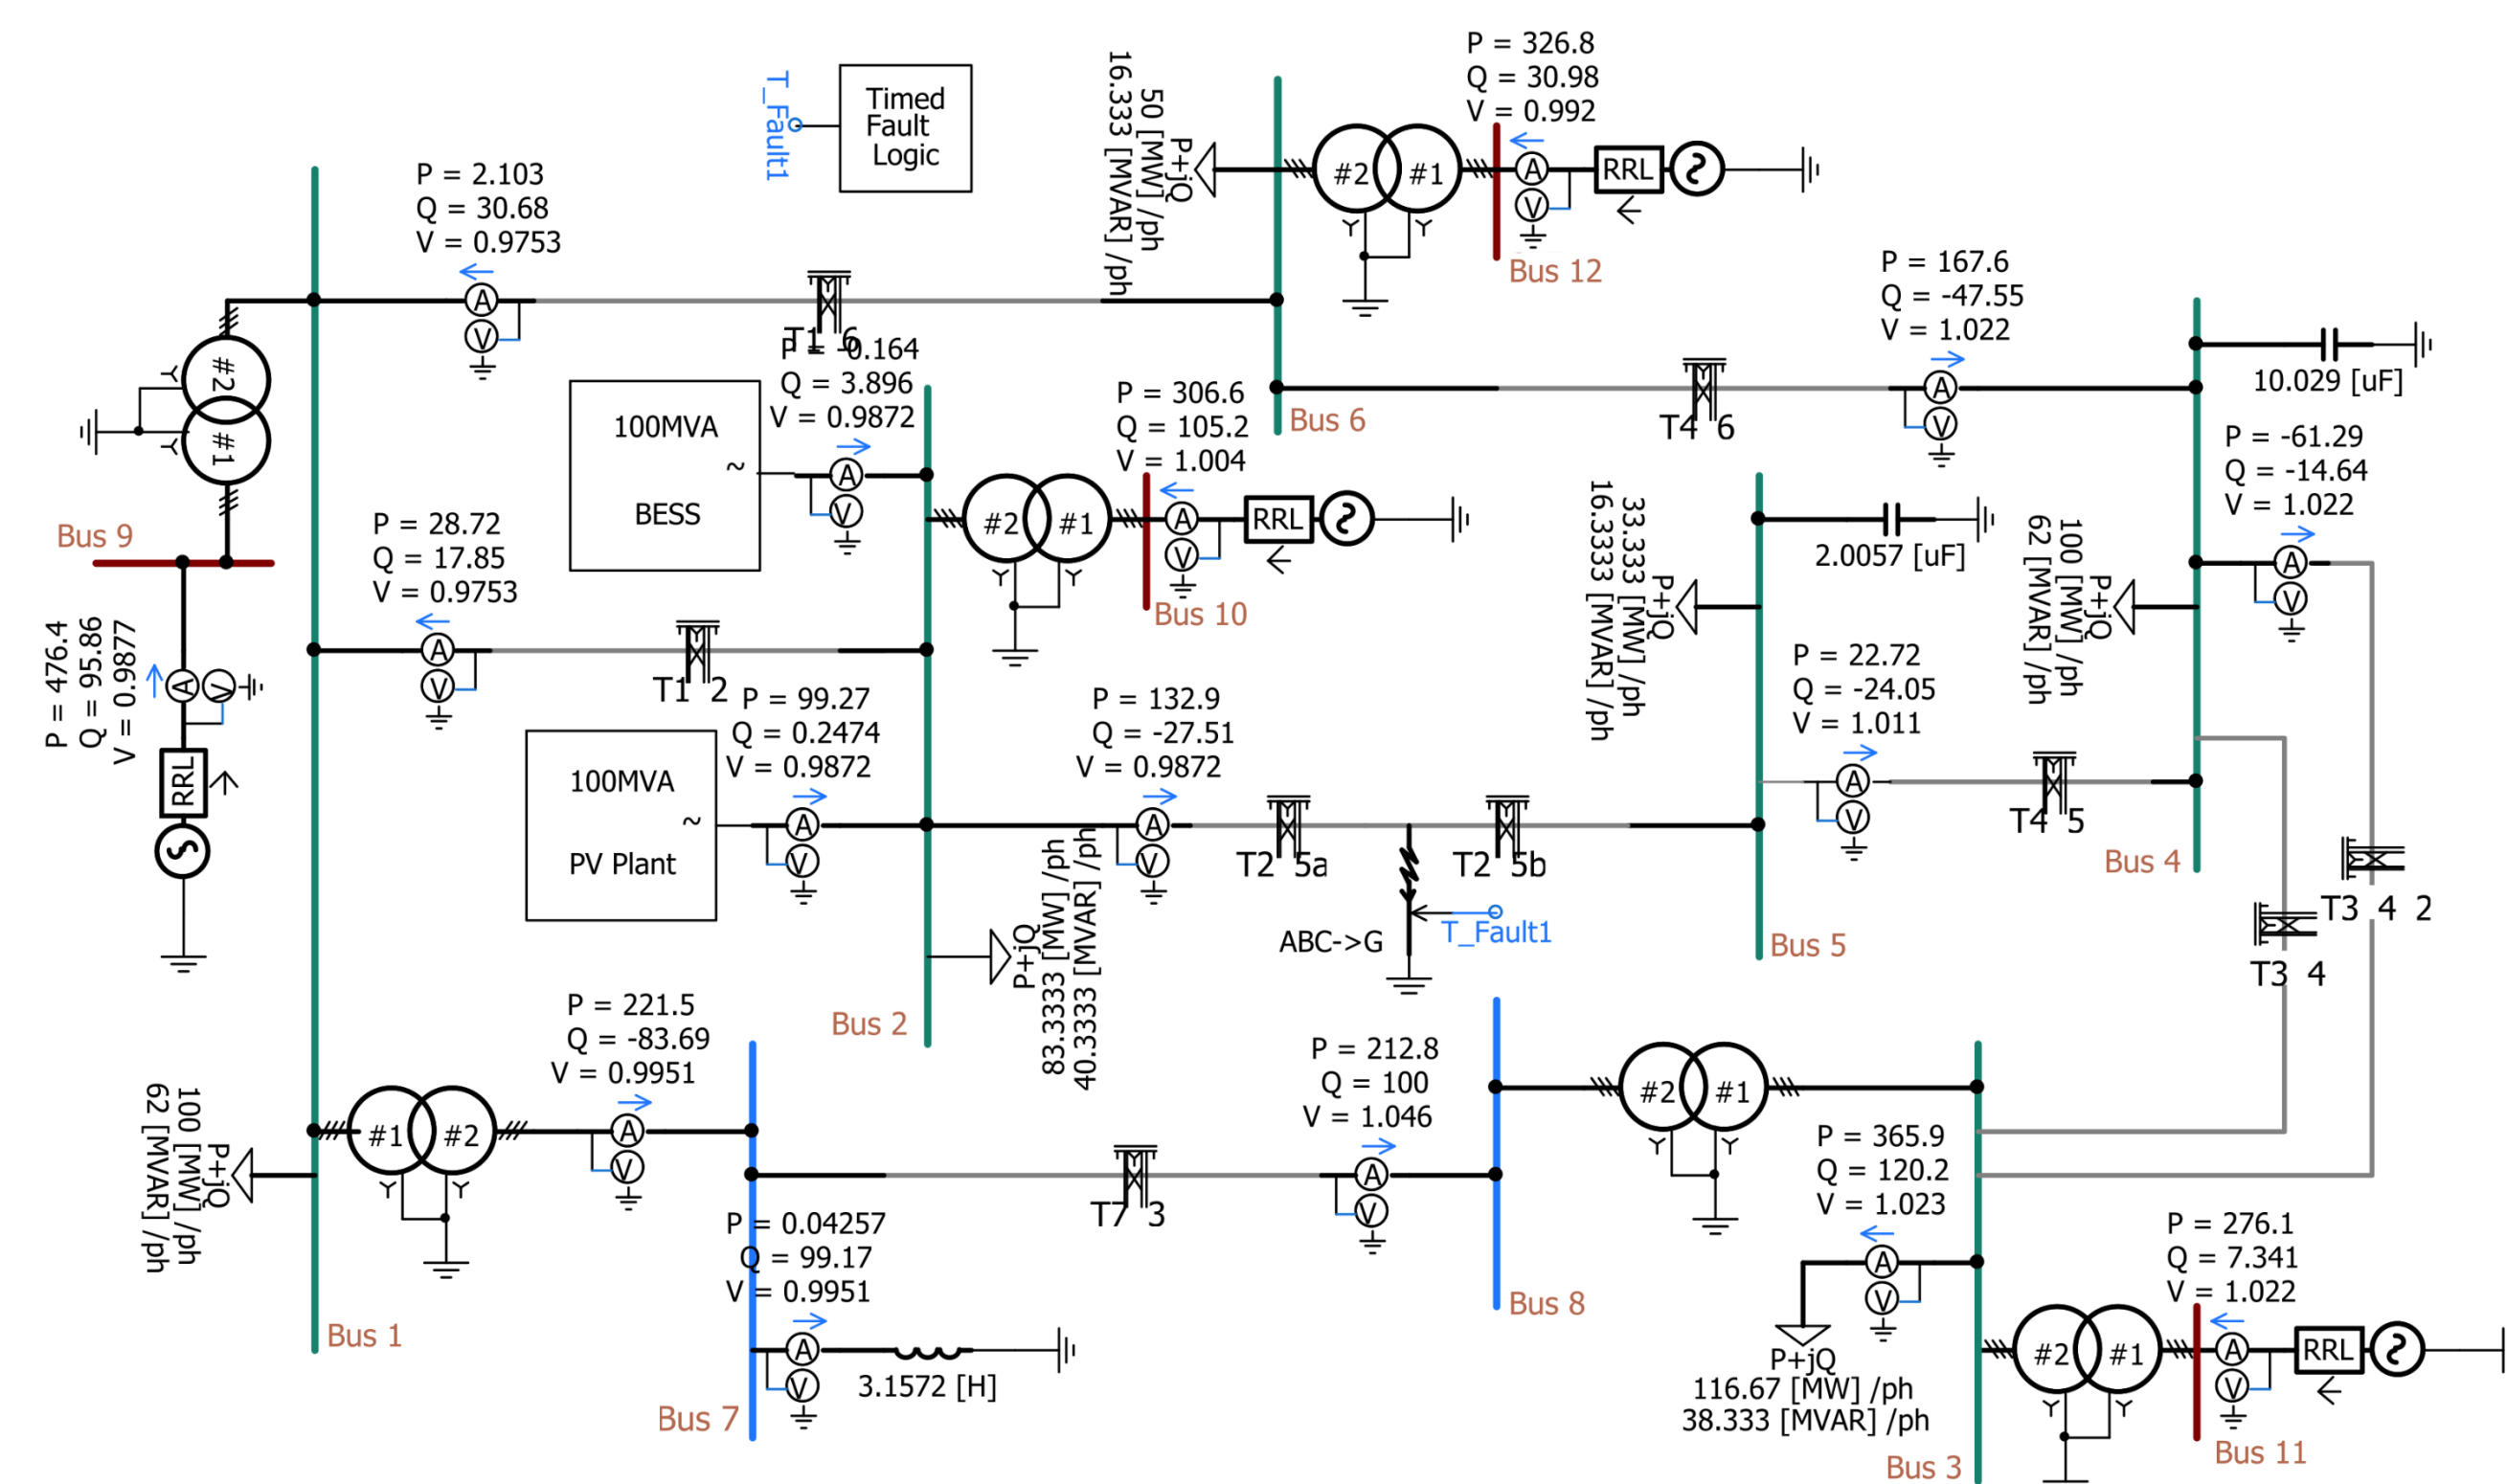 T_Fault1
Timed
Fault
Logic
P+jQ
50 [MW] /ph
16.333 [MVAR] /ph
P = 326.8
Q = 30.98
V = 0.992
#2
#1
A
V
RRL
Bus 12
P = 2.103
Q = 30.68
V = 0.9753
A
V
T1 6
#2
#1
Bus 9
P = 476.4
Q = 95.86
V = 0.9877
A
V
RRL
100MVA
~
BESS
P = -0.164
Q = 3.896
V = 0.9872
A
V
P = 306.6
Q = 105.2
V = 1.004
#2
#1
A
V
RRL
Bus 10
Bus 6
P = 167.6
Q = -47.55
V = 1.022
T4 6
A
V
10.029 [uF]
P = -61.29
Q = -14.64
V = 1.022
A
V
P = 28.72
Q = 17.85
V = 0.9753
A
V
T1 2
P+jQ
33.333 [MW] /ph
16.3333 [MVAR] /ph
2.0057 [uF]
P+jQ
100 [MW] /ph
62 [MVAR] /ph
100MVA
~
PV Plant
P = 99.27
Q = 0.2474
V = 0.9872
A
V
P = 132.9
Q = -27.51
V = 0.9872
A
V
T2 5a
T2 5b
ABC->G
T_Fault1
P = 22.72
Q = -24.05
V = 1.011
A
V
T4 5
Bus 4
Bus 5
T3 4 2
T3 4
P+jQ
83.3333 [MW] /ph
40.3333 [MVAR] /ph
Bus 2
P+jQ
100 [MW] /ph
62 [MVAR] /ph
#1
#2
P = 221.5
Q = -83.69
V = 0.9951
A
V
T7 3
P = 212.8
Q = 100
V = 1.046
A
V
#2
#1
Bus 8
P = 365.9
Q = 120.2
V = 1.023
A
V
P+jQ
116.67 [MW] /ph
38.333 [MVAR] /ph
P = 0.04257
Q = 99.17
V = 0.9951
A
V
3.1572 [H]
Bus 1
Bus 7
P = 276.1
Q = 7.341
V = 1.022
#2
#1
A
V
RRL
Bus 11
Bus 3